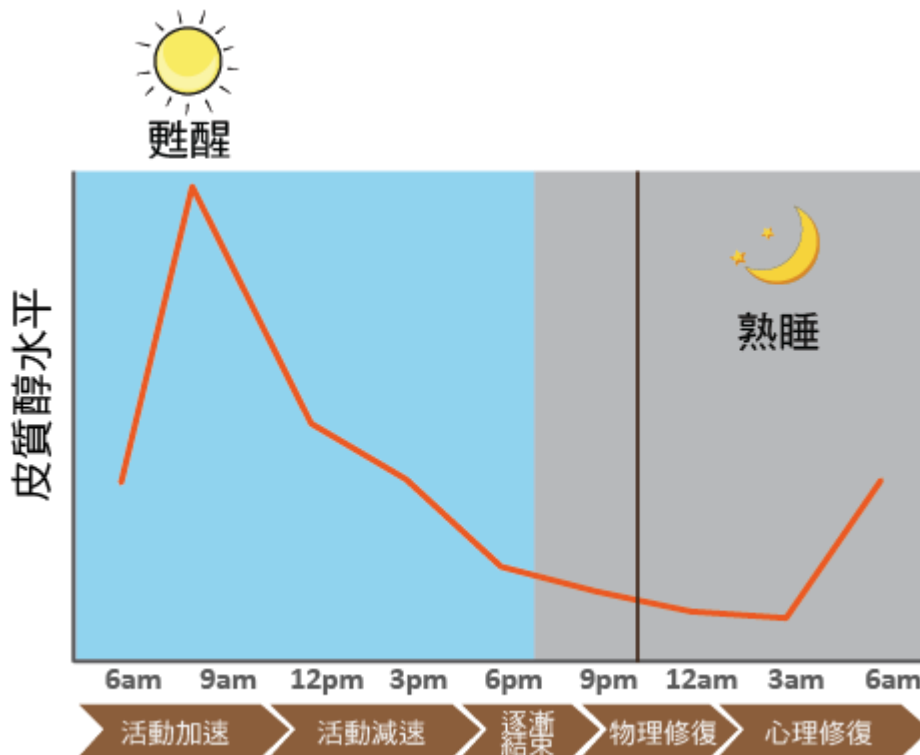 甦醒
熟睡
皮質醇水平
6am 9am 12pm 3pm 6pm 9pm 12am 3am 6am
活動加速 活動減速 逐漸 物理修復 心理修復
結束